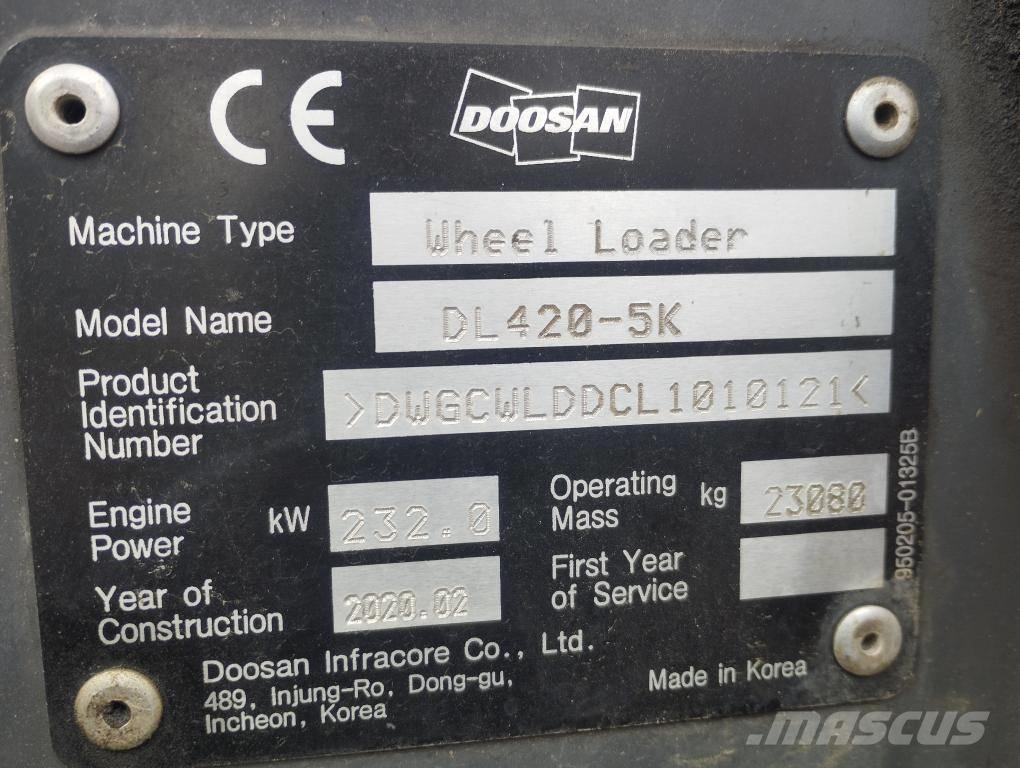 CE DOOSAN
Machine Type Wheel Loader
Model Name DL420-5K
Product
Identification
Number >DWGCWLDDCL1010121<
Engine
Power kW 232.0
Operating
Mass kg 23080
Year of
Construction 2020.02
First Year
of Service
Doosan Infracore Co., Ltd.
489, Injung-Ro, Dong-gu,
Incheon, Korea
Made in Korea
950205-01325B
MASCUS